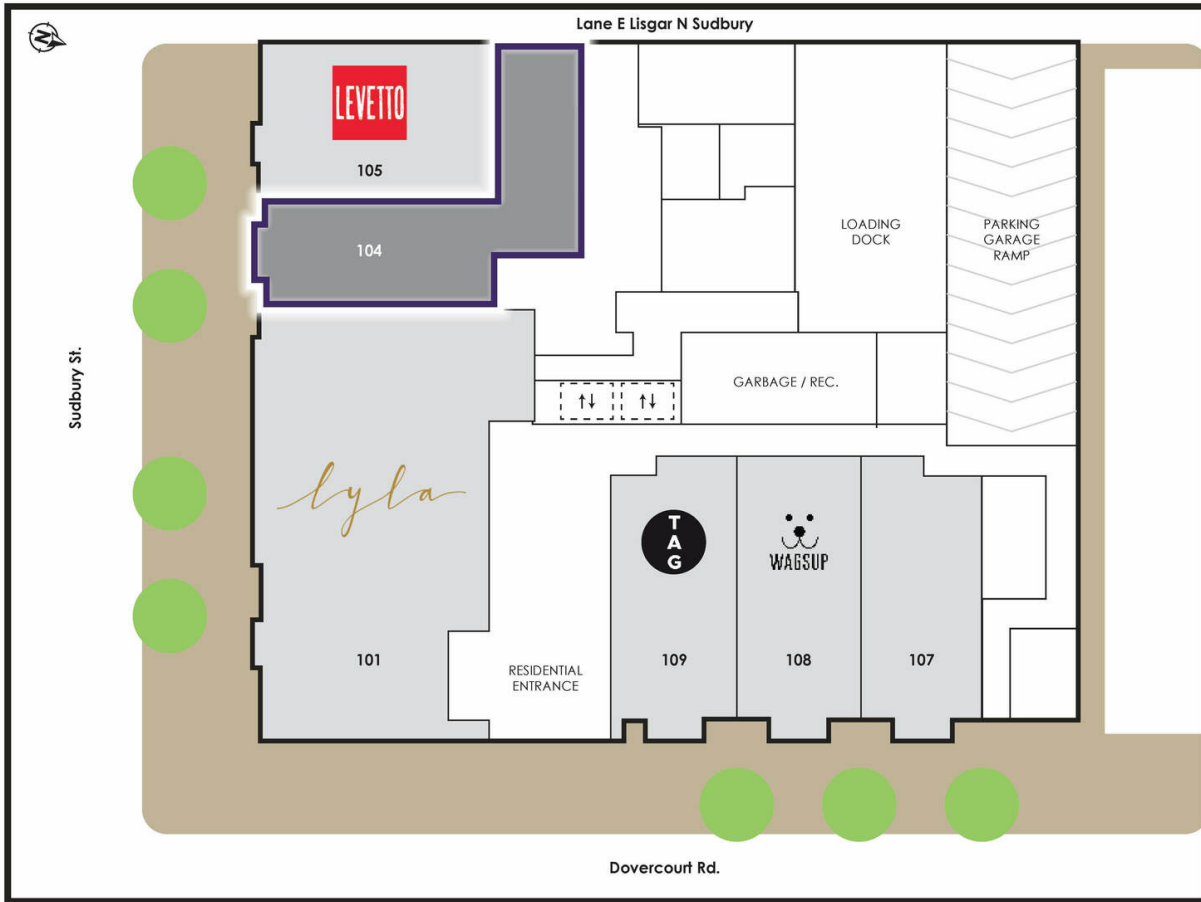 Lane E Lisgar N Sudbury
N
LEVETTO
105
104
LOADING
DOCK
PARKING
GARAGE
RAMP
Sudbury St.
GARBAGE / REC.
lyla
101
RESIDENTIAL
ENTRANCE
T
A
G
109
WAGSUP
108
107
Dovercourt Rd.